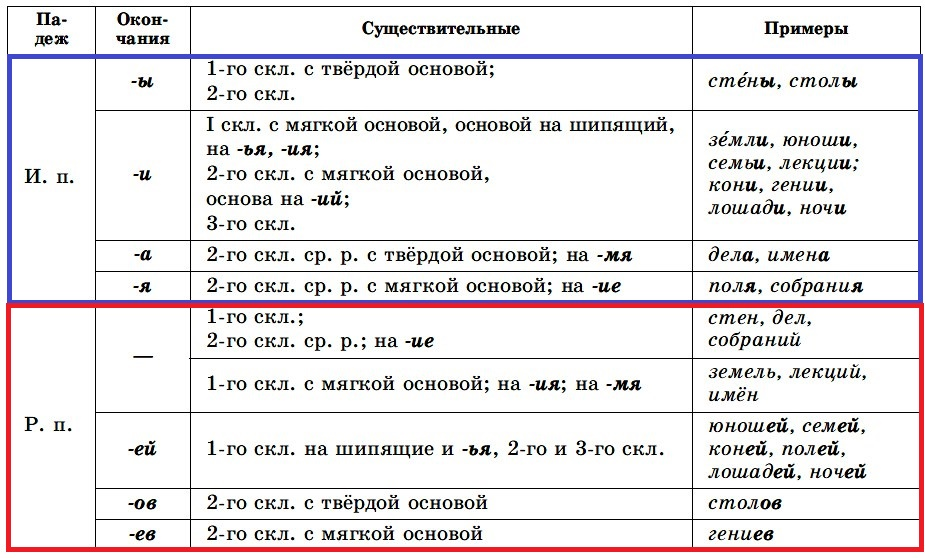 Па-
деж
Окон-
чания
Существительные
Примеры
И. п.
-ы
1-го скл. с твёрдой основой;
2-го скл.
сте́ны, столы
-и
I скл. с мягкой основой, основой на шипящий,
на -ья, -ия;
2-го скл. с мягкой основой,
основа на -ий;
3-го скл.
зе́мли, юноши,
семьи, лекции;
кони, гении,
лошади, ночи
-а
2-го скл. ср. р. с твёрдой основой; на -мя
дела, имена
-я
2-го скл. ср. р. с мягкой основой; на -ие
поля, собрания
Р. п.
—
1-го скл.;
2-го скл. ср. р.; на -ие
стен, дел,
собраний
1-го скл. с мягкой основой; на -ия; на -мя
земель, лекций,
имён
-ей
1-го скл. на шипящие и -ья, 2-го и 3-го скл.
юношей, семей,
коней, полей,
лошадей, ночей
-ов
2-го скл. с твёрдой основой
столов
-ев
2-го скл. с мягкой основой
гениев